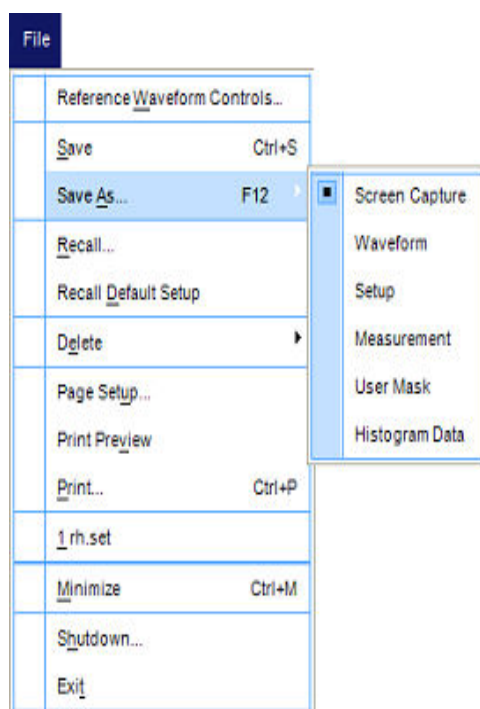 File
Reference Waveform Controls...
Save Ctrl+S
Save As... F12
Screen Capture
Waveform
Setup
Measurement
User Mask
Histogram Data
Recall...
Recall Default Setup
Delete
Page Setup...
Print Preview
Print... Ctrl+P
1 rh.set
Minimize Ctrl+M
Shutdown...
Exit